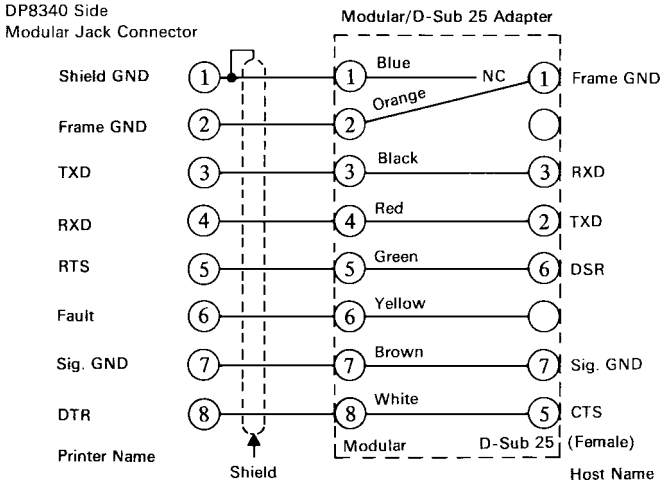 DP8340 Side
Modular Jack Connector
Modular/D-Sub 25 Adapter
Shield GND 1 1 Blue NC 1 Frame GND
Frame GND 2 2 Orange
TXD 3 3 Black 3 RXD
RXD 4 4 Red 2 TXD
RTS 5 5 Green 6 DSR
Fault 6 6 Yellow
Sig. GND 7 7 Brown 7 Sig. GND
DTR 8 8 White 5 CTS
Modular D-Sub 25 (Female)
Printer Name
Shield
Host Name